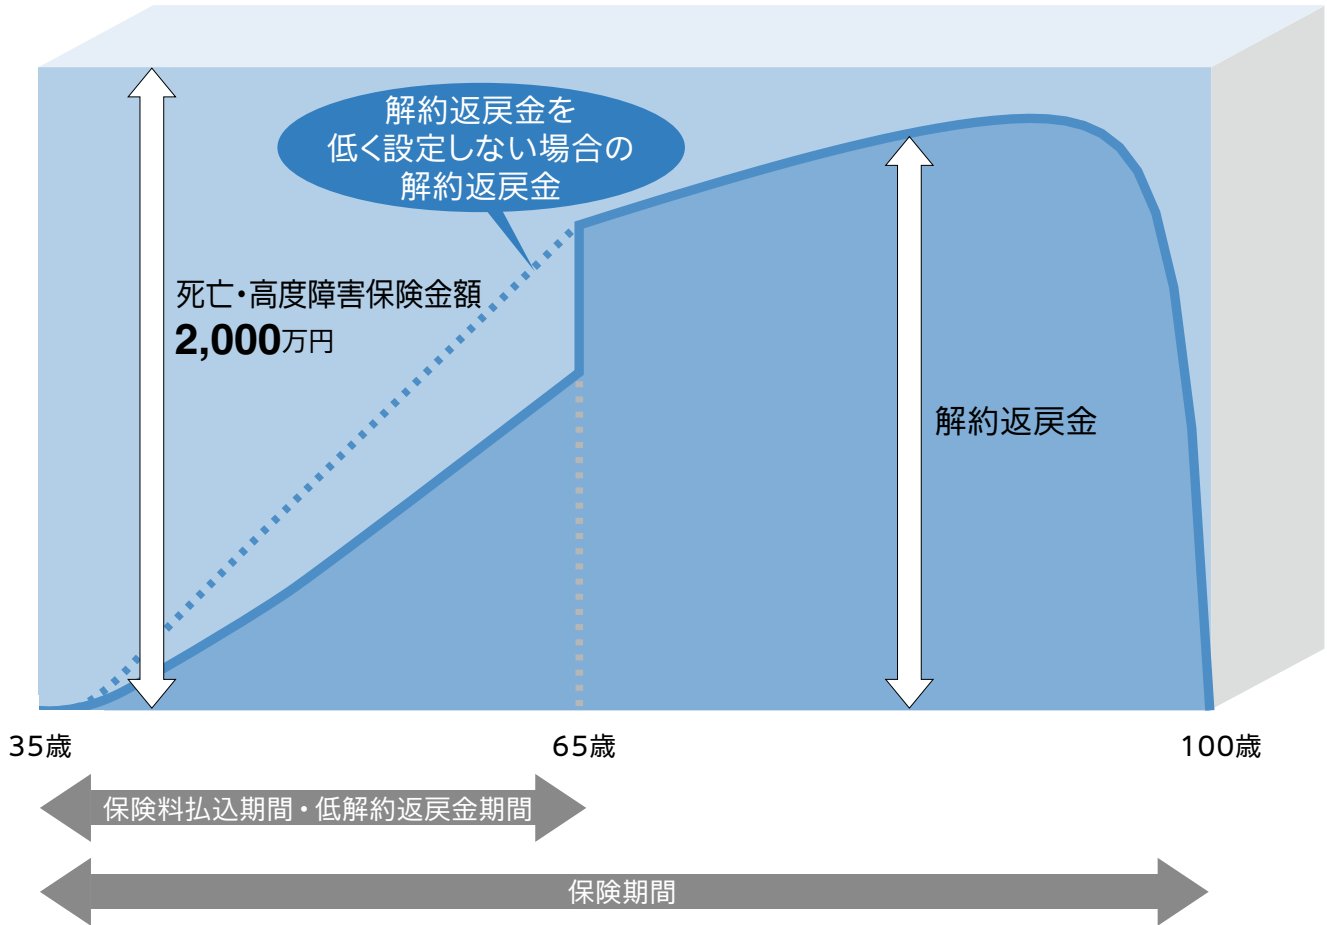 解約返戻金を
低く設定しない場合の
解約返戻金
死亡・高度障害保険金額
2,000万円
解約返戻金
35歳
65歳
100歳
保険料払込期間・低解約返戻金期間
保険期間